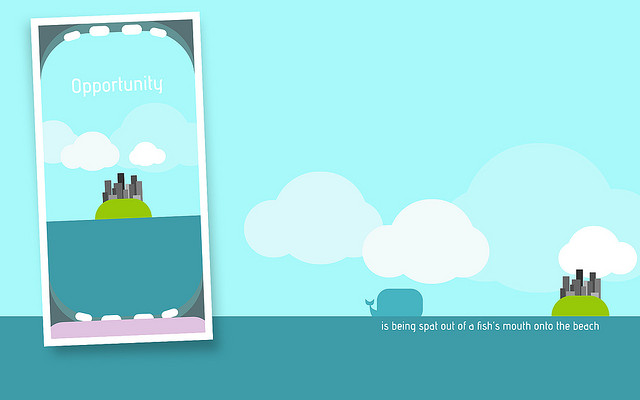 Opportunity
is being spat out of a fish's mouth onto the beach